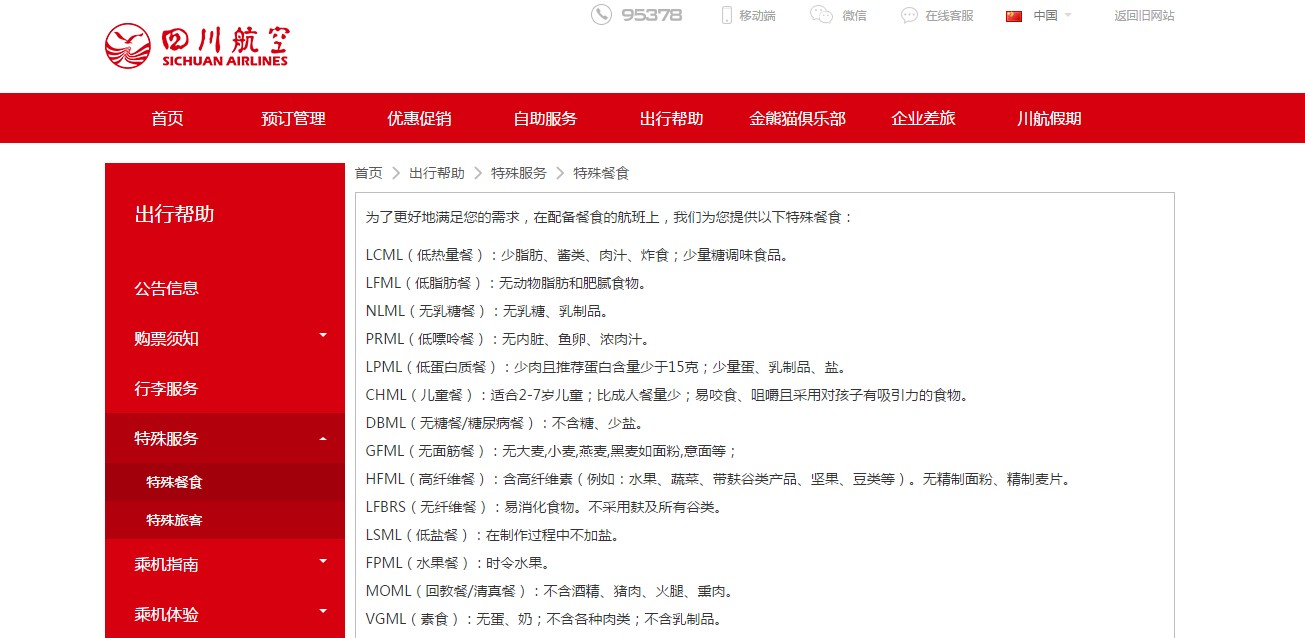 95378 移动端 微信 在线客服 中国 返回旧网站
四川航空
SICHUAN AIRLINES
首页 预订管理 优惠促销 自助服务 出行帮助 金熊猫俱乐部 企业差旅 川航假期
出行帮助
公告信息
购票须知
行李服务
特殊服务
特殊餐食
特殊旅客
乘机指南
乘机体验
首页 > 出行帮助 > 特殊服务 > 特殊餐食
为了更好地满足您的需求，在配备餐食的航班上，我们为您提供以下特殊餐食：
LCML（低热量餐）：少脂肪、酱类、肉汁、炸食；少量糖调味食品。
LFML（低脂肪餐）：无动物脂肪和肥腻食物。
NLML（无乳糖餐）：无乳糖、乳制品。
PRML（低嘌呤餐）：无内脏、鱼卵、浓肉汁。
LPML（低蛋白质餐）：少肉且推荐蛋白含量少于15克；少量蛋、乳制品、盐。
CHML（儿童餐）：适合2-7岁儿童；比成人餐量少；易咬食、咀嚼且采用对孩子有吸引力的食物。
DBML（无糖餐/糖尿病餐）：不含糖、少盐。
GFML（无面筋餐）：无大麦,小麦,燕麦,黑麦如面粉,意面等；
HFML（高纤维餐）：含高纤维素（例如：水果、蔬菜、带麸谷类产品、坚果、豆类等）。无精制面粉、精制麦片。
LFBRS（无纤维餐）：易消化食物。不采用麸及所有谷类。
LSML（低盐餐）：在制作过程中不加盐。
FPML（水果餐）：时令水果。
MOML（回教餐/清真餐）：不含酒精、猪肉、火腿、熏肉。
VGML（素食）：无蛋、奶；不含各种肉类；不含乳制品。